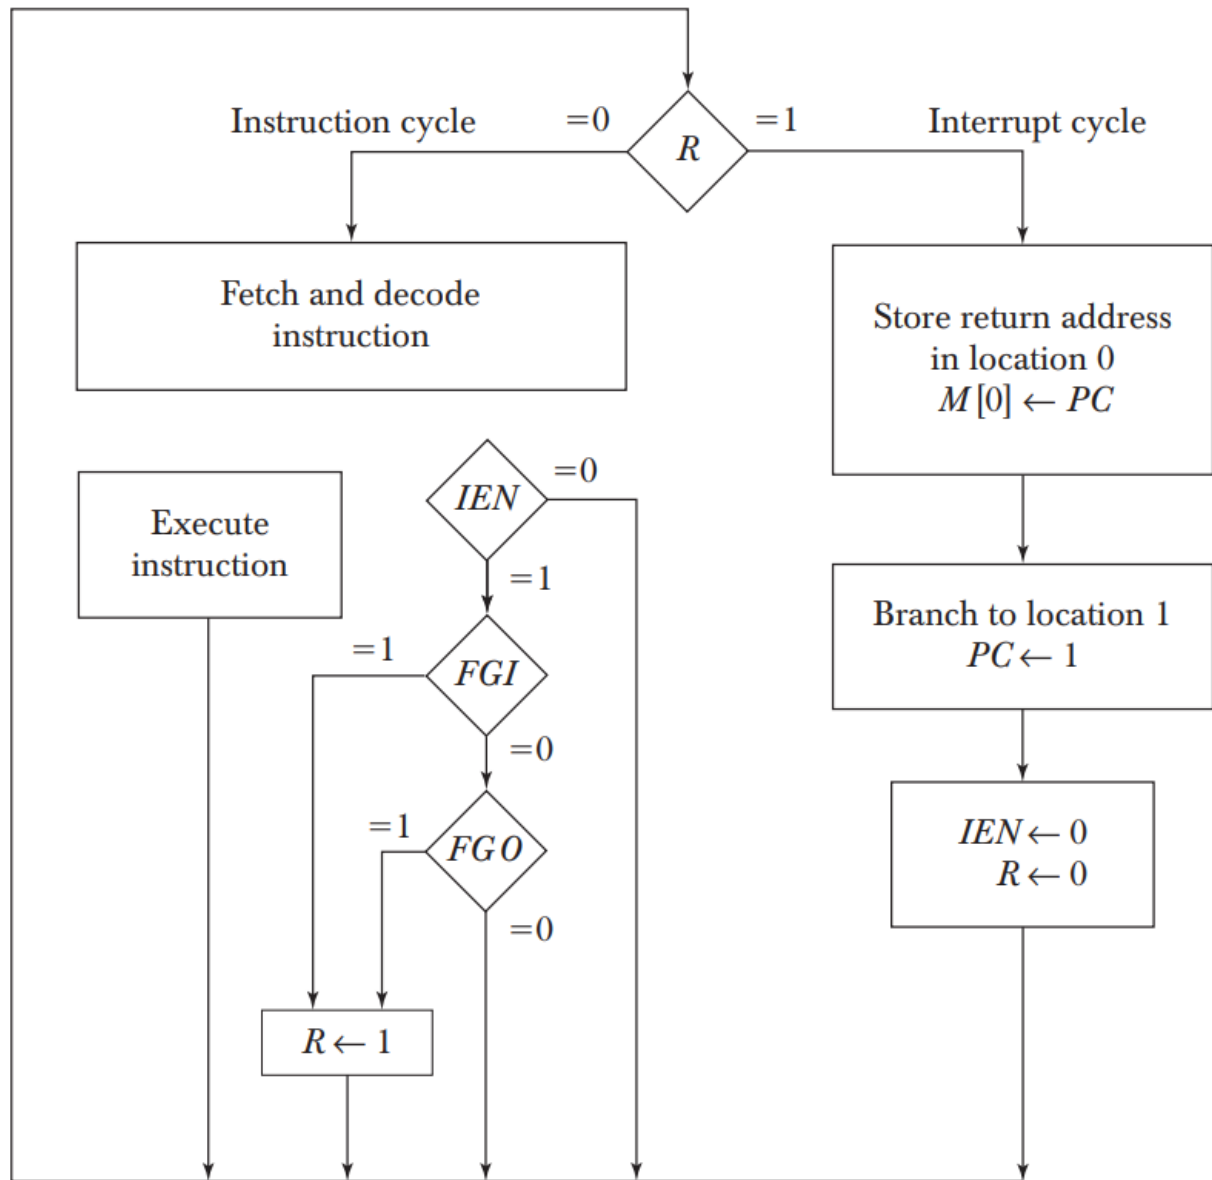 Instruction cycle
=0
R
=1
Interrupt cycle
Fetch and decode
instruction
Store return address
in location 0
M[0] ← PC
Execute
instruction
IEN
=0
=1
FGI
=1
=0
FGO
=1
=0
R ← 1
Branch to location 1
PC ← 1
IEN ← 0
R ← 0